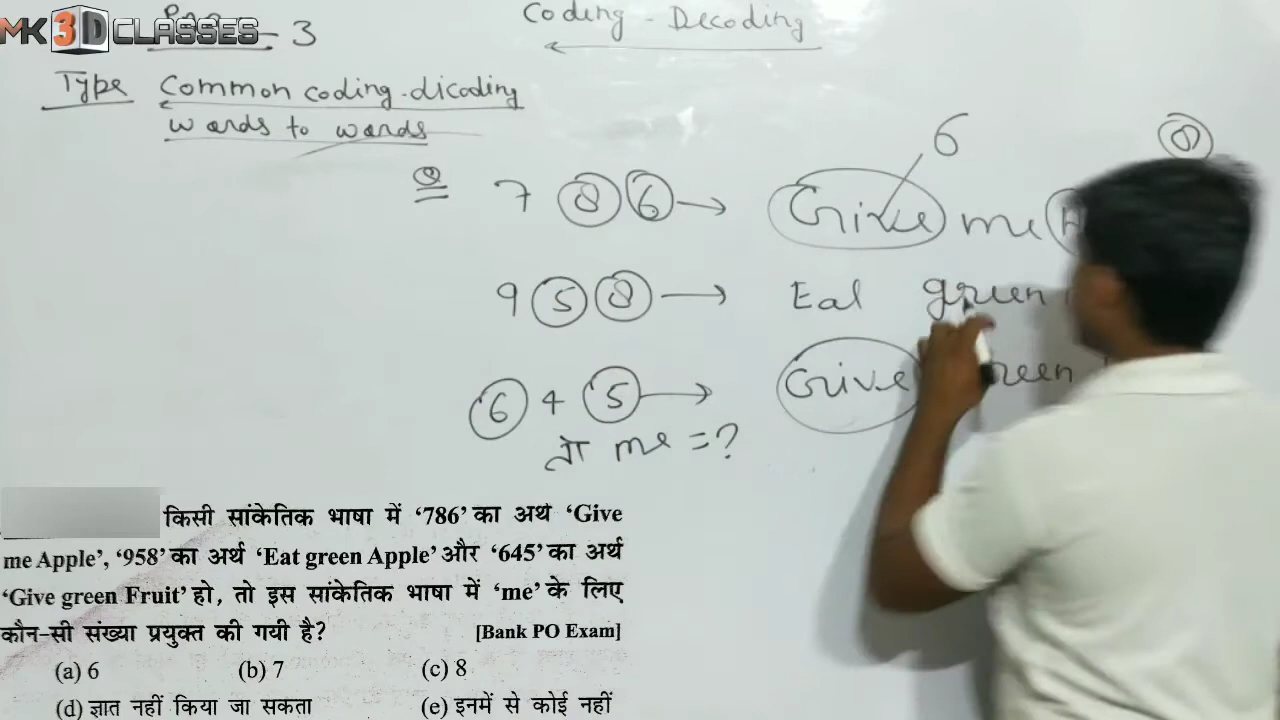 MK 3D CLASSES
3
Coding - Decoding
Type Common coding-dicoding
words to words
Q 7 8 6 → Give me 6 8
9 5 8 → Eat green
6 4 5 → Give reen
तो me = ?
किसी सांकेतिक भाषा में ‘786’ का अर्थ ‘Give
me Apple’, ‘958’ का अर्थ ‘Eat green Apple’ और ‘645’ का अर्थ
‘Give green Fruit’ हो, तो इस सांकेतिक भाषा में ‘me’ के लिए
कौन-सी संख्या प्रयुक्त की गयी है? [Bank PO Exam]
(a) 6 (b) 7 (c) 8
(d) ज्ञात नहीं किया जा सकता (e) इनमें से कोई नहीं